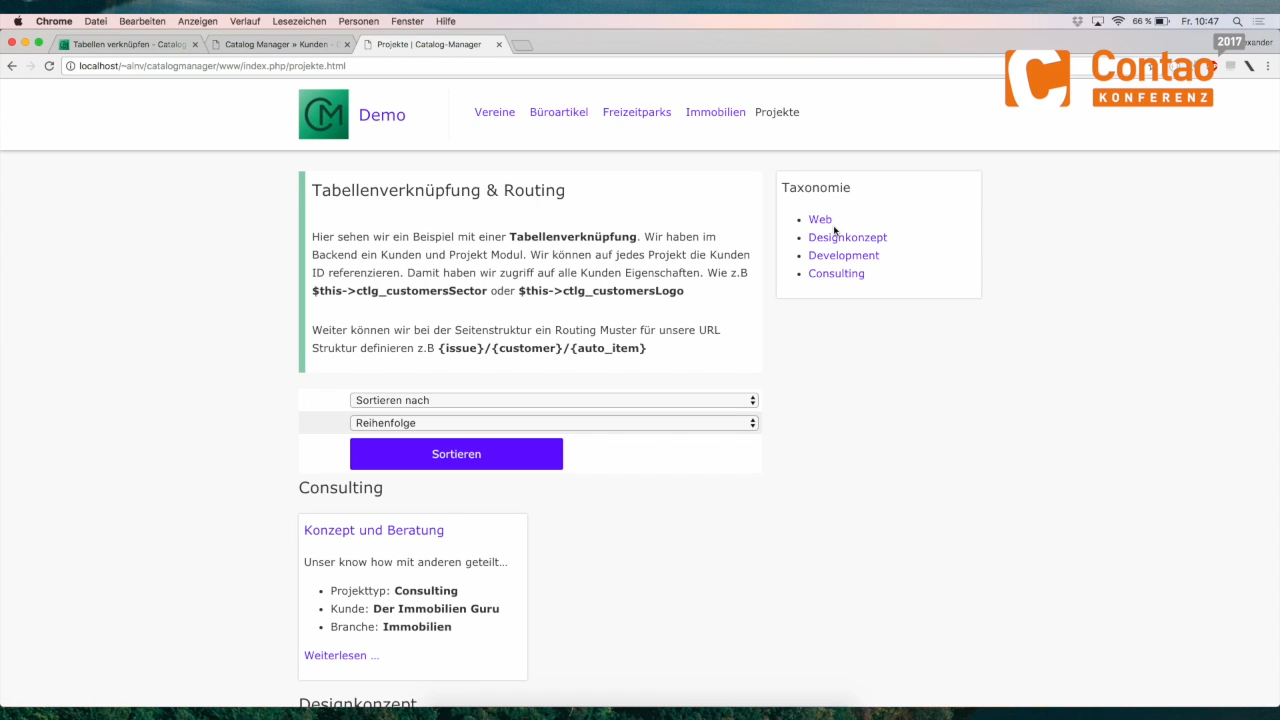 Chrome Datei Bearbeiten Anzeigen Verlauf Lesezeichen Personen Fenster Hilfe 66 % Fr. 10:47
Tabellen verknüpfen - Catalog Catalog Manager » Kunden - Projekte | Catalog-Manager
localhost/~alnv/catalogmanager/www/index.php/projekte.html
2017
Contao
KONFERENZ
CM Demo Vereine Büroartikel Freizeitparks Immobilien Projekte
Tabellenverknüpfung & Routing
Hier sehen wir ein Beispiel mit einer Tabellenverknüpfung. Wir haben im
Backend ein Kunden und Projekt Modul. Wir können auf jedes Projekt die Kunden
ID referenzieren. Damit haben wir zugriff auf alle Kunden Eigenschaften. Wie z.B
$this->ctlg_customersSector oder $this->ctlg_customersLogo
Weiter können wir bei der Seitenstruktur ein Routing Muster für unsere URL
Struktur definieren z.B {issue}/{customer}/{auto_item}
Taxonomie
Web
Designkonzept
Development
Consulting
Sortieren nach
Reihenfolge
Sortieren
Consulting
Konzept und Beratung
Unser know how mit anderen geteilt...
Projekttyp: Consulting
Kunde: Der Immobilien Guru
Branche: Immobilien
Weiterlesen ...
Designkonzept